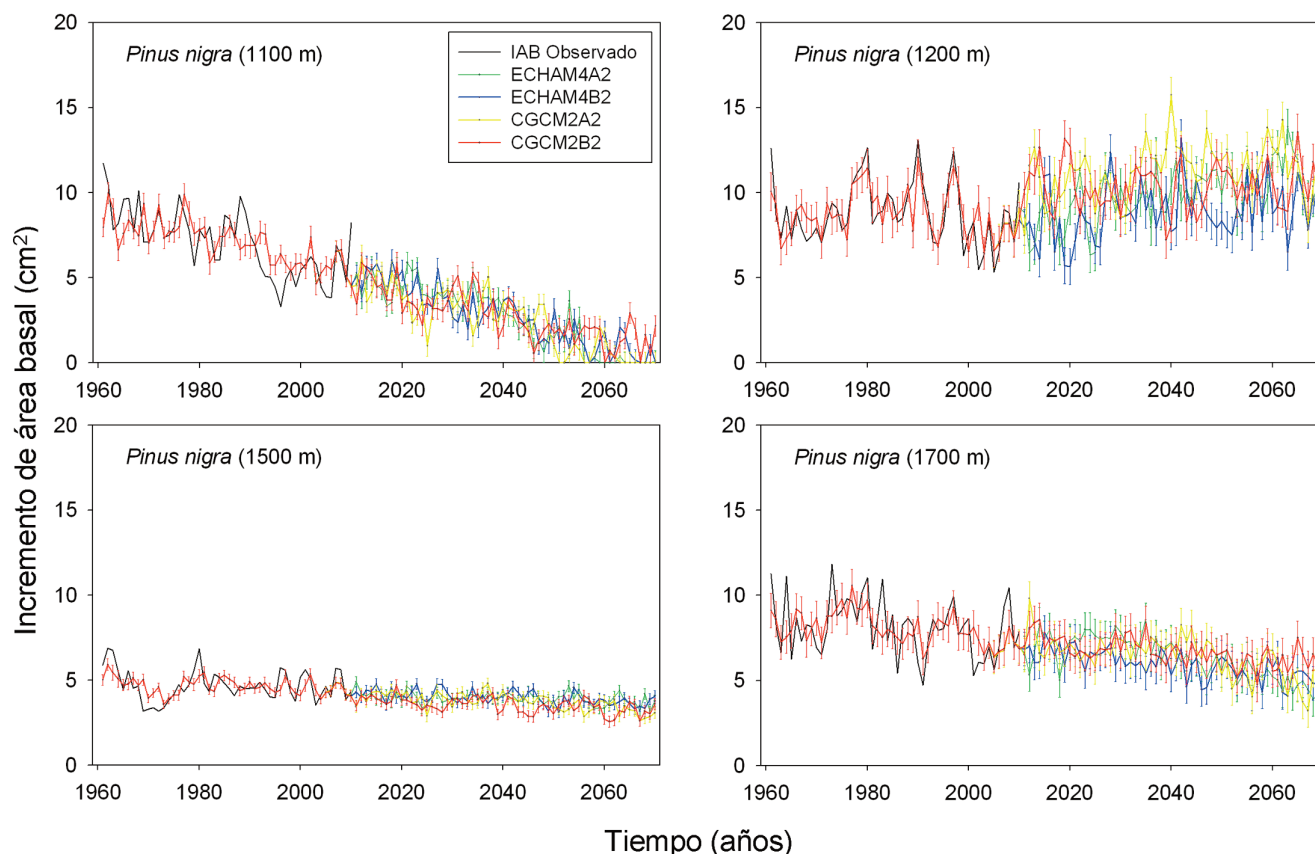 Incremento de área basal (cm²)
20
15
10
5
0
Pinus nigra (1100 m)
IAB Observado
ECHAM4A2
ECHAM4B2
CGCM2A2
CGCM2B2
1960 1980 2000 2020 2040 2060
20
15
10
5
0
Pinus nigra (1200 m)
1960 1980 2000 2020 2040 2060
20
15
10
5
0
Pinus nigra (1500 m)
1960 1980 2000 2020 2040 2060
20
15
10
5
0
Pinus nigra (1700 m)
1960 1980 2000 2020 2040 2060
Tiempo (años)